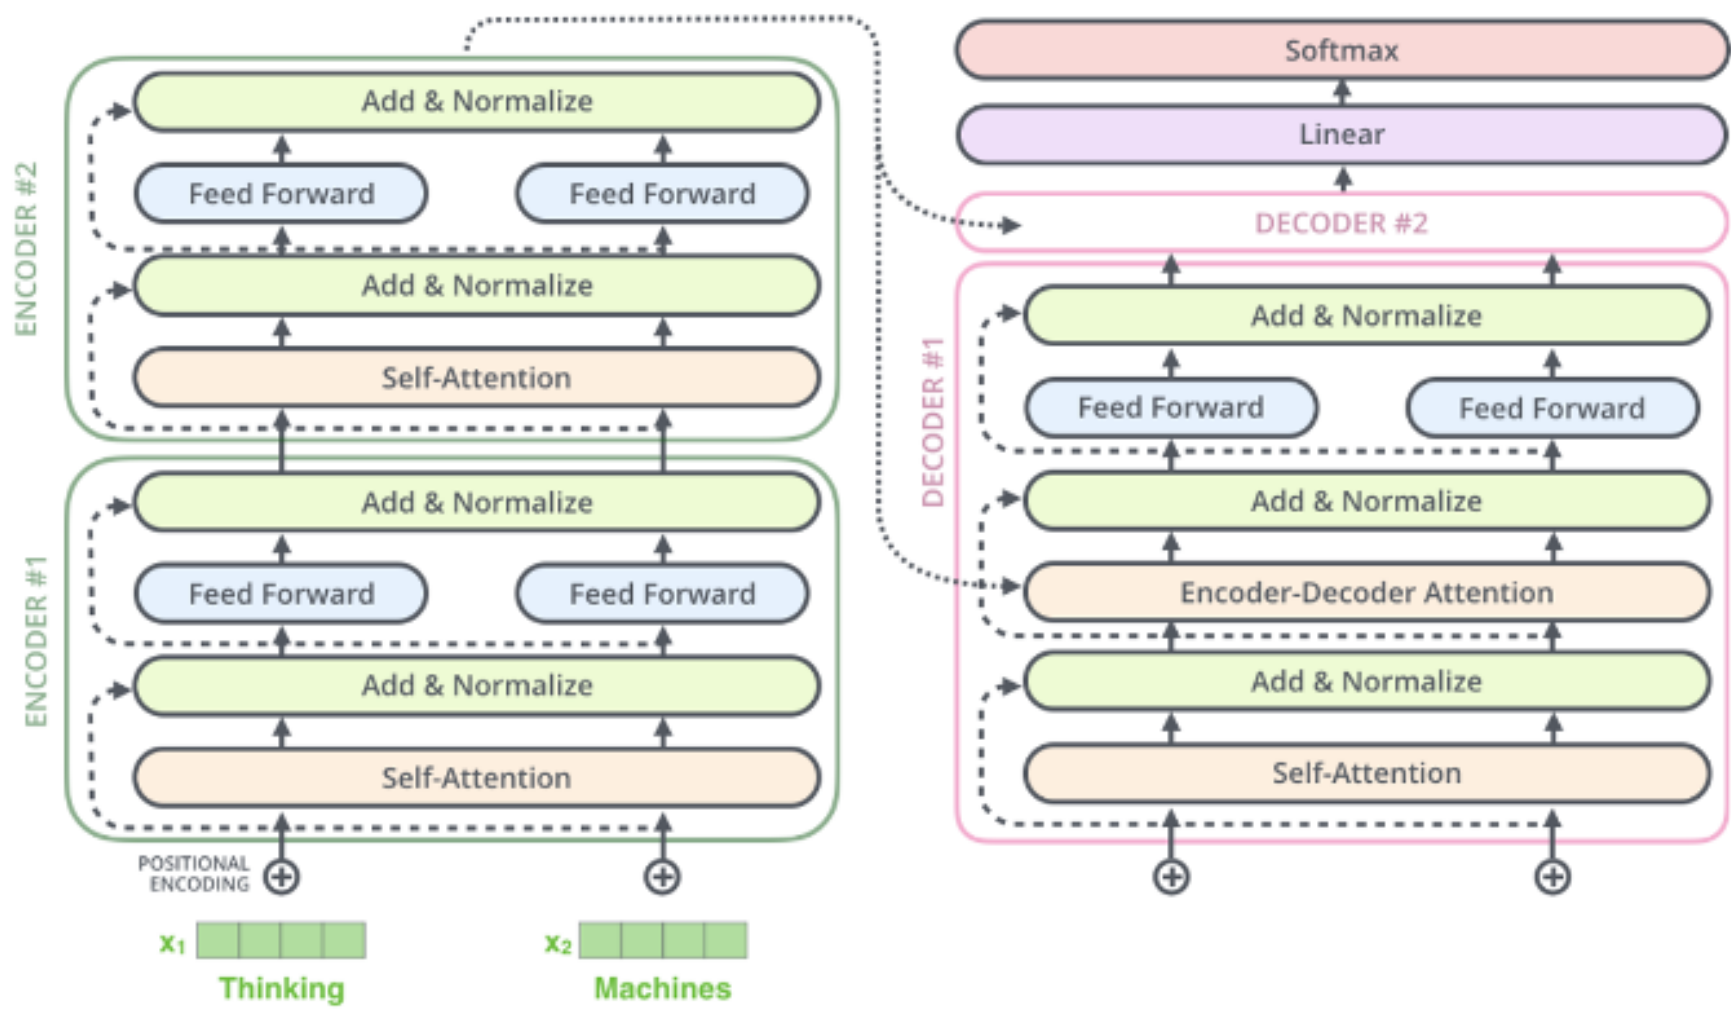 ENCODER #2
Add & Normalize
Feed Forward
Feed Forward
Add & Normalize
Self-Attention
ENCODER #1
Add & Normalize
Feed Forward
Feed Forward
Add & Normalize
Self-Attention
POSITIONAL
ENCODING
x1
x2
Thinking
Machines
Softmax
Linear
DECODER #2
DECODER #1
Add & Normalize
Feed Forward
Feed Forward
Add & Normalize
Encoder-Decoder Attention
Add & Normalize
Self-Attention